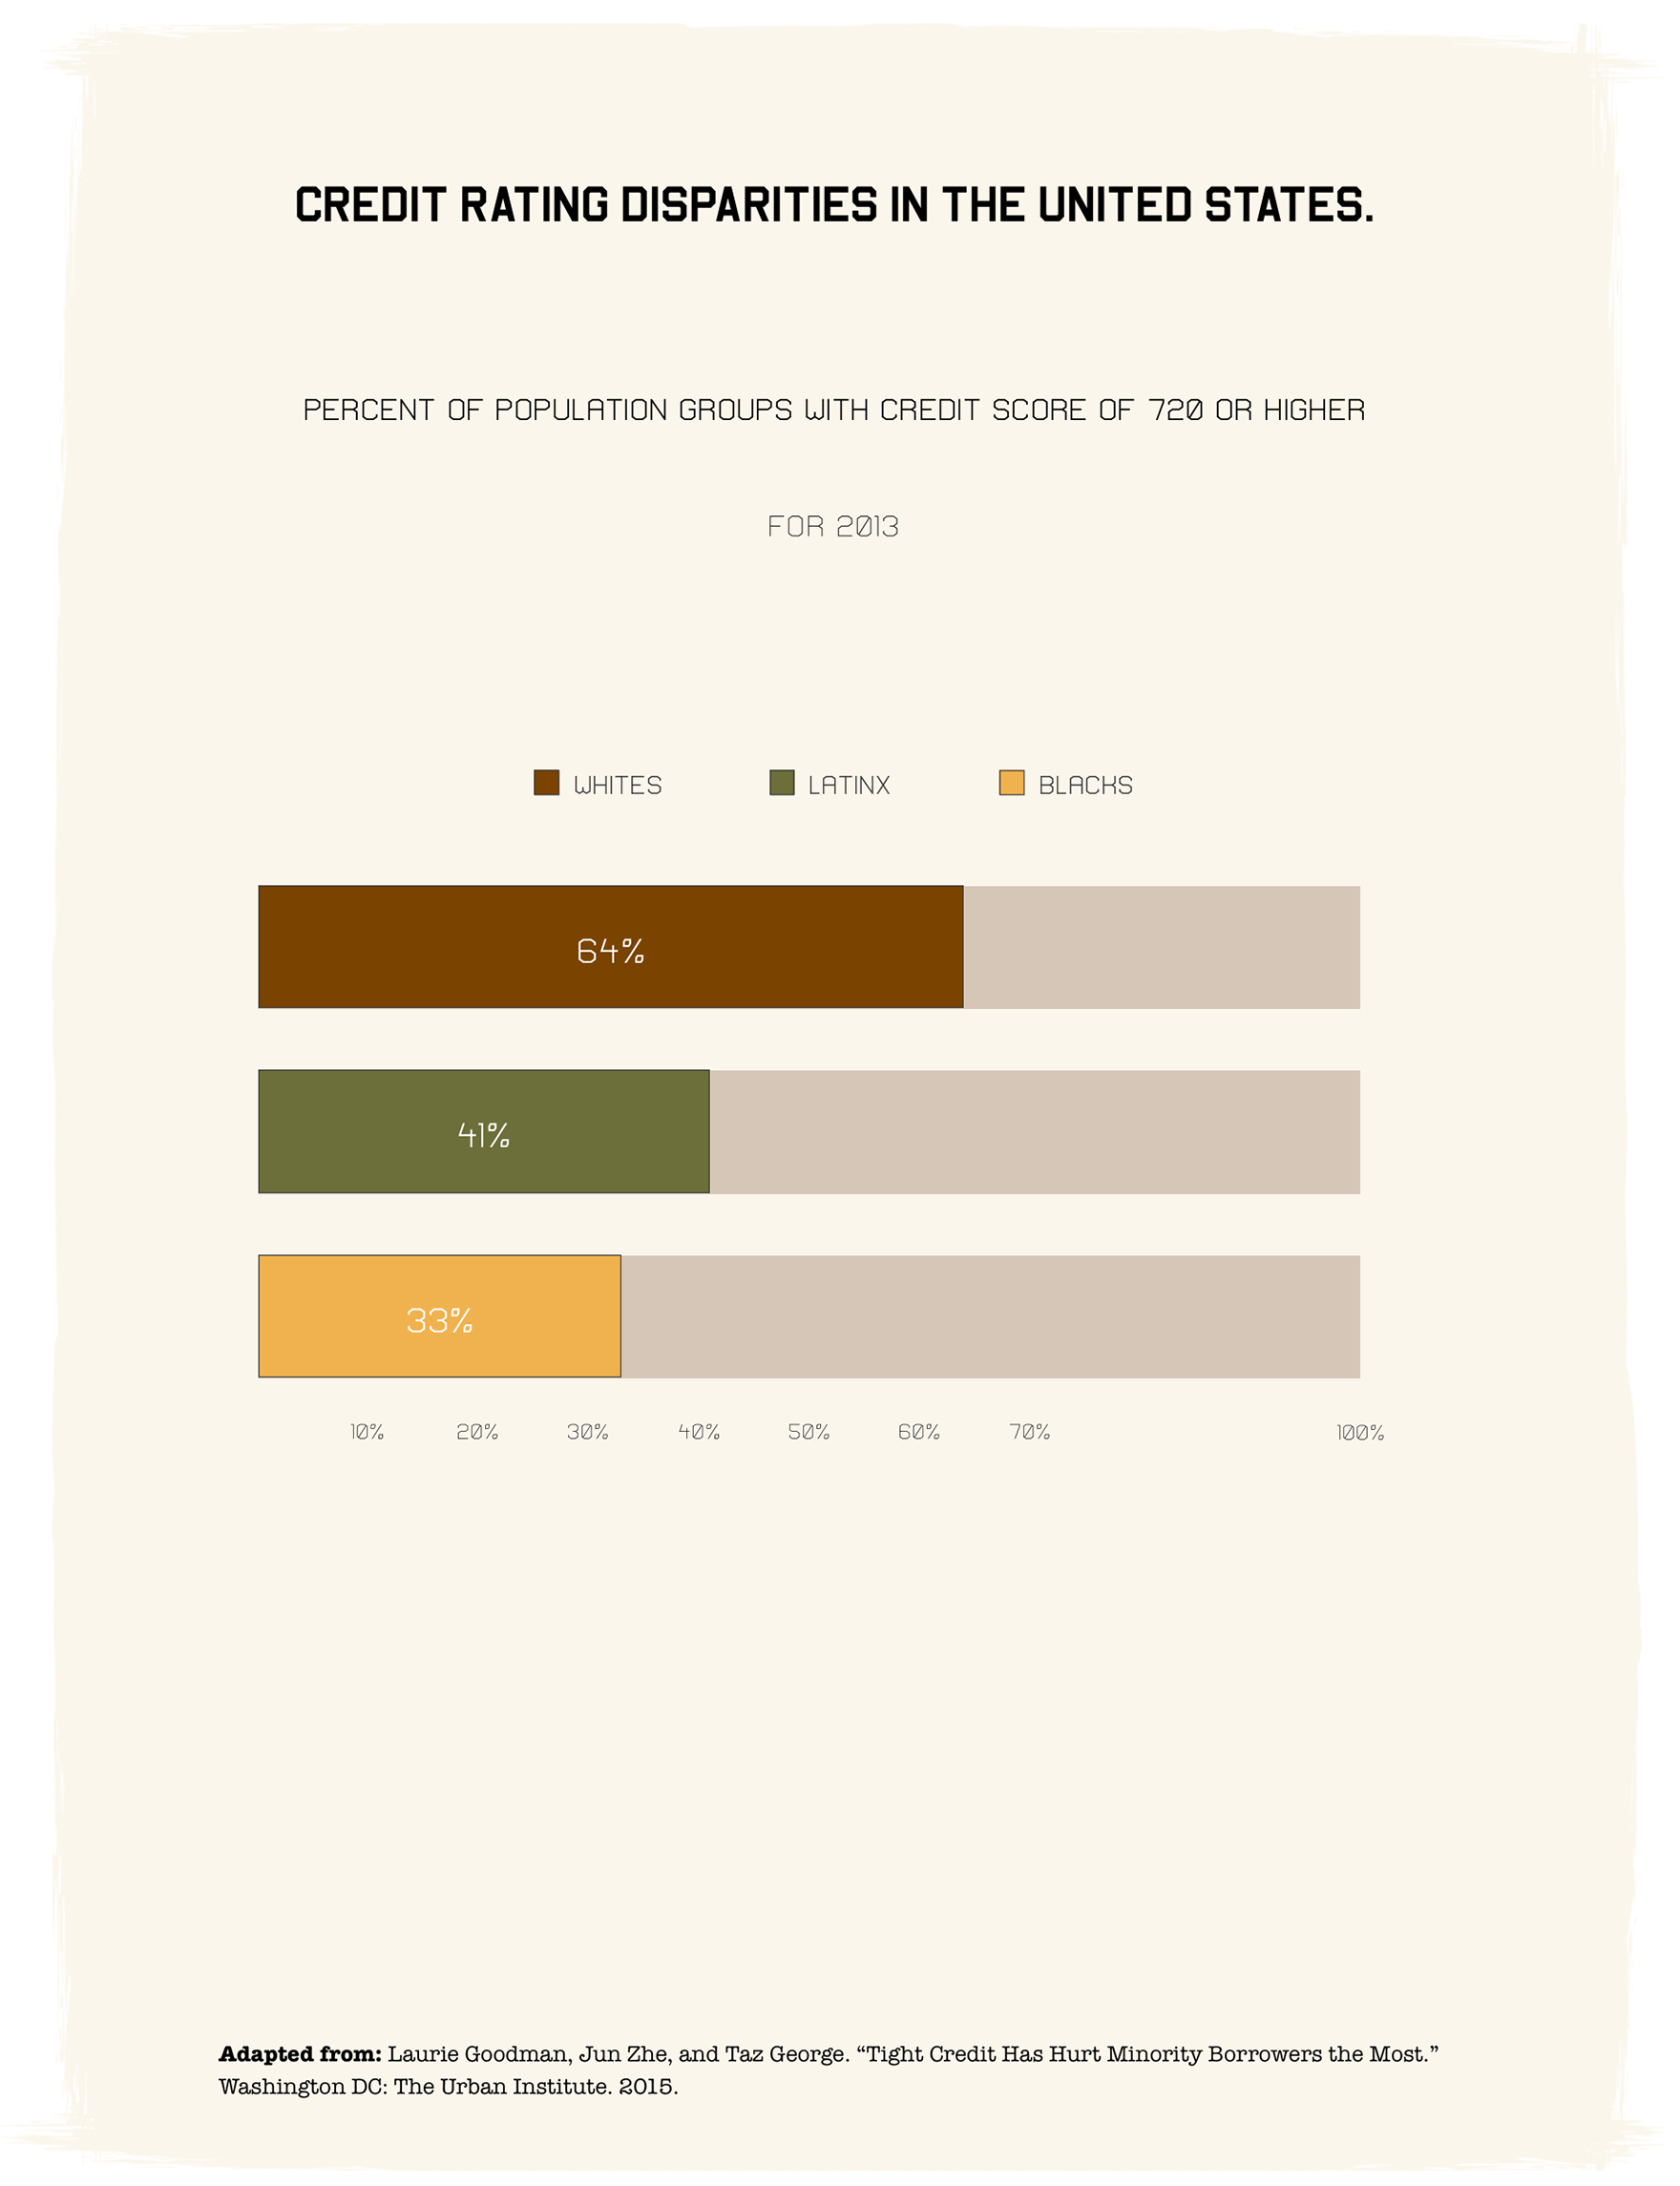 CREDIT RATING DISPARITIES IN THE UNITED STATES.
PERCENT OF POPULATION GROUPS WITH CREDIT SCORE OF 720 OR HIGHER
FOR 2013
WHITES LATINX BLACKS
64%
41%
33%
10% 20% 30% 40% 50% 60% 70% 100%
Adapted from: Laurie Goodman, Jun Zhe, and Taz George. “Tight Credit Has Hurt Minority Borrowers the Most.”
Washington DC: The Urban Institute. 2015.